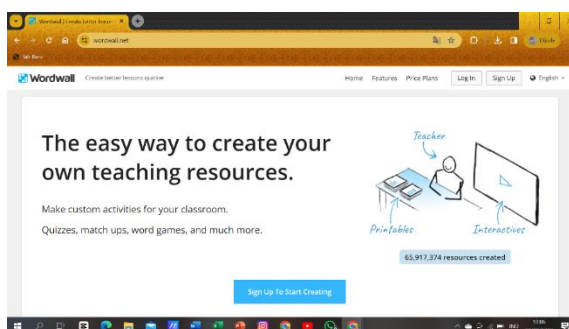 wordwall.net
Wordwall
Create better lessons quicker
Home Features Price Plans Log In Sign Up English
The easy way to create your
own teaching resources.
Make custom activities for your classroom.
Quizzes, match ups, word games, and much more.
Teacher
Printables
Interactives
65,917,374 resources created
Sign Up To Start Creating